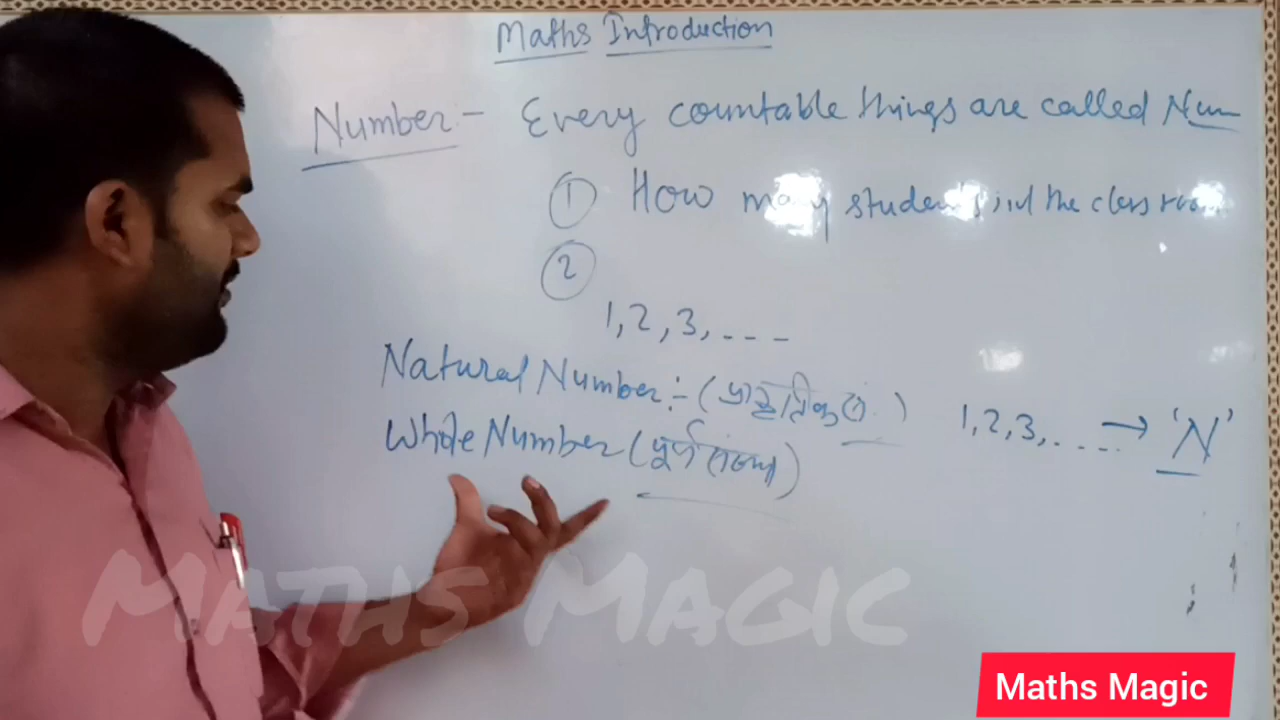 Maths Introduction
Number :- Every countable things are called Num
① How many students in the class room
②
1, 2, 3, - - -
Natural Number :- (प्राकृतिक सं.) 1, 2, 3, . . . . → 'N'
Whole Number (पूर्ण संख्या)
Maths Magic
Maths Magic